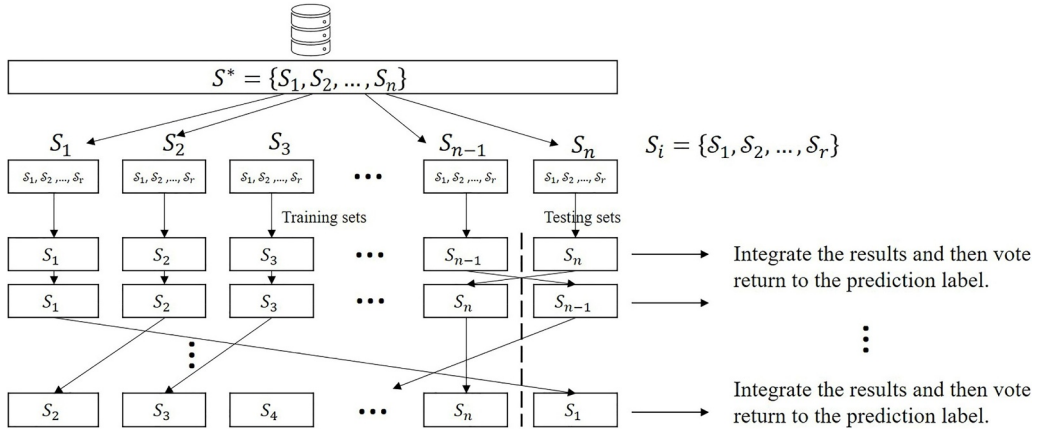 S* = {S₁, S₂, ..., Sₙ}
S₁ S₂ S₃ Sₙ₋₁ Sₙ Sᵢ = {𝒮₁, 𝒮₂, ..., 𝒮ᵣ}
𝒮₁, 𝒮₂ ,..., 𝒮ᵣ 𝒮₁, 𝒮₂ ,..., 𝒮ᵣ 𝒮₁, 𝒮₂ ,..., 𝒮ᵣ ... 𝒮₁, 𝒮₂ ,..., 𝒮ᵣ 𝒮₁, 𝒮₂ ,..., 𝒮ᵣ
Training sets Testing sets
S₁ S₂ S₃ ... Sₙ₋₁ Sₙ Integrate the results and then vote
return to the prediction label.
S₁ S₂ S₃ ... Sₙ Sₙ₋₁
S₂ S₃ S₄ ... Sₙ S₁ Integrate the results and then vote
return to the prediction label.